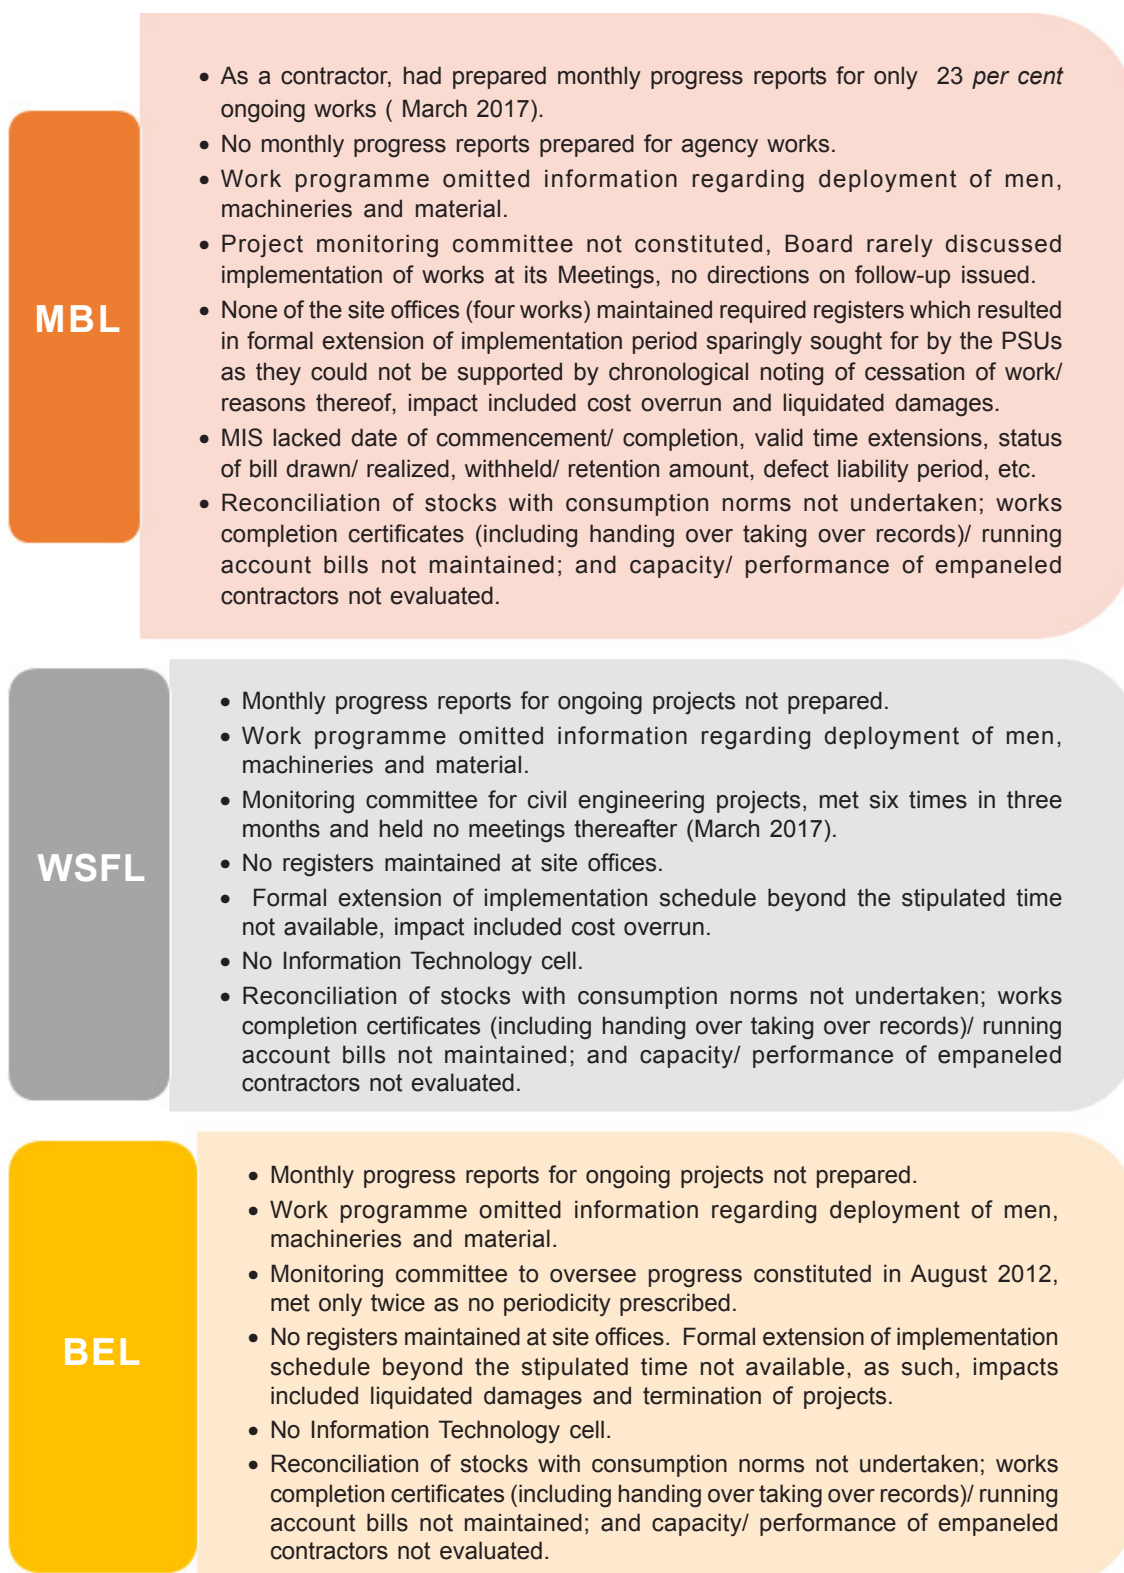 MBL
• As a contractor, had prepared monthly progress reports for only 23 per cent
ongoing works ( March 2017).
• No monthly progress reports prepared for agency works.
• Work programme omitted information regarding deployment of men,
machineries and material.
• Project monitoring committee not constituted, Board rarely discussed
implementation of works at its Meetings, no directions on follow-up issued.
• None of the site offices (four works) maintained required registers which resulted
in formal extension of implementation period sparingly sought for by the PSUs
as they could not be supported by chronological noting of cessation of work/
reasons thereof, impact included cost overrun and liquidated damages.
• MIS lacked date of commencement/ completion, valid time extensions, status
of bill drawn/ realized, withheld/ retention amount, defect liability period, etc.
• Reconciliation of stocks with consumption norms not undertaken; works
completion certificates (including handing over taking over records)/ running
account bills not maintained; and capacity/ performance of empaneled
contractors not evaluated.
WSFL
• Monthly progress reports for ongoing projects not prepared.
• Work programme omitted information regarding deployment of men,
machineries and material.
• Monitoring committee for civil engineering projects, met six times in three
months and held no meetings thereafter (March 2017).
• No registers maintained at site offices.
• Formal extension of implementation schedule beyond the stipulated time
not available, impact included cost overrun.
• No Information Technology cell.
• Reconciliation of stocks with consumption norms not undertaken; works
completion certificates (including handing over taking over records)/ running
account bills not maintained; and capacity/ performance of empaneled
contractors not evaluated.
BEL
• Monthly progress reports for ongoing projects not prepared.
• Work programme omitted information regarding deployment of men,
machineries and material.
• Monitoring committee to oversee progress constituted in August 2012,
met only twice as no periodicity prescribed.
• No registers maintained at site offices. Formal extension of implementation
schedule beyond the stipulated time not available, as such, impacts
included liquidated damages and termination of projects.
• No Information Technology cell.
• Reconciliation of stocks with consumption norms not undertaken; works
completion certificates (including handing over taking over records)/ running
account bills not maintained; and capacity/ performance of empaneled
contractors not evaluated.